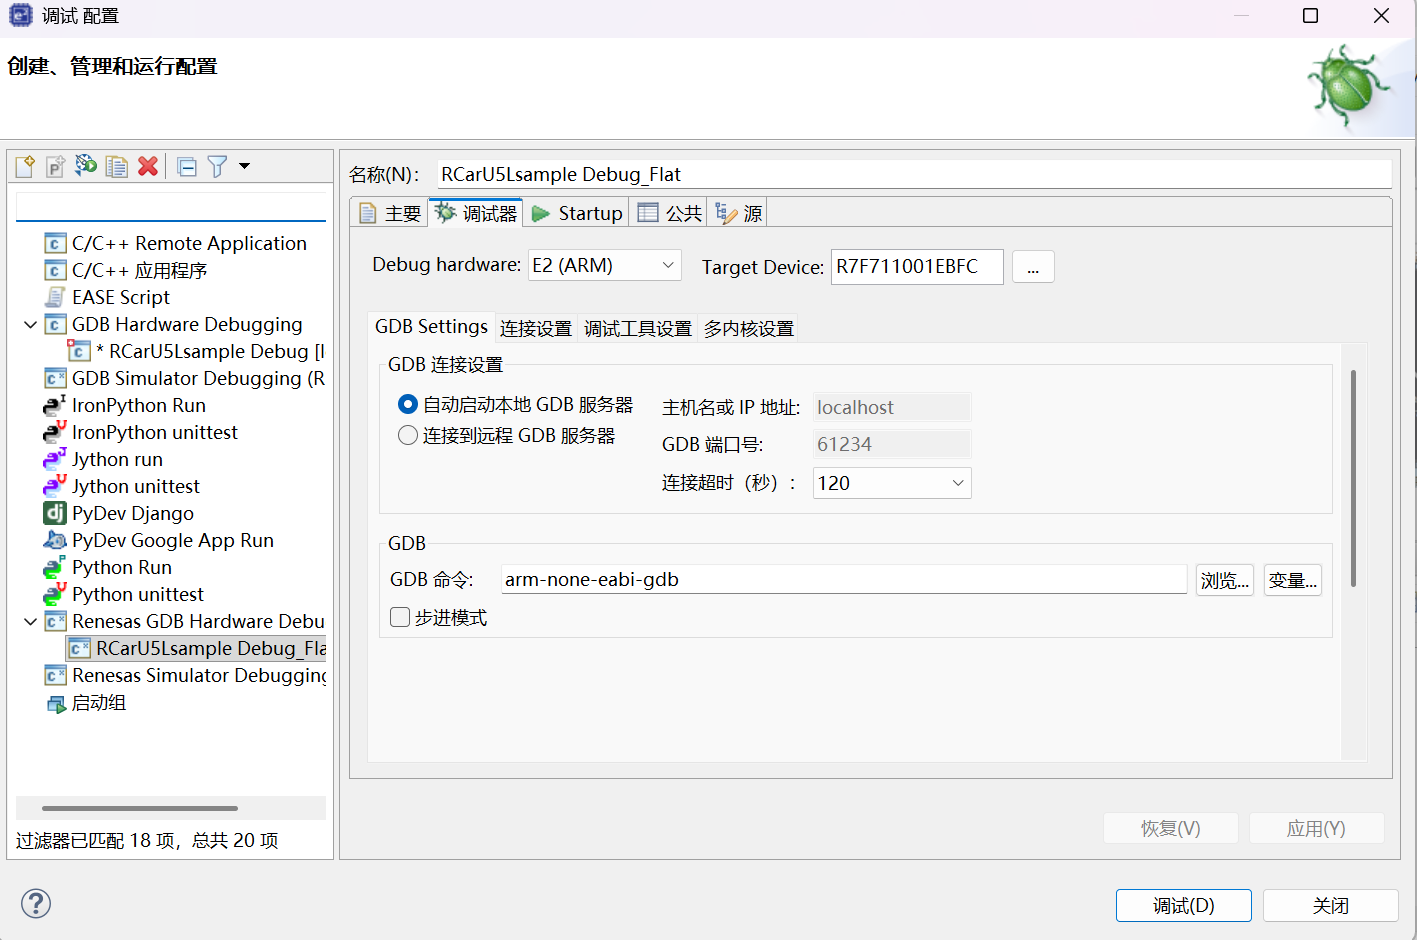 调试 配置
创建、管理和运行配置
名称(N)： RCarU5Lsample Debug_Flat
主要 调试器 Startup 公共 源
Debug hardware: E2 (ARM) Target Device: R7F711001EBFC ...
GDB Settings 连接设置 调试工具设置 多内核设置
GDB 连接设置
自动启动本地 GDB 服务器 主机名或 IP 地址: localhost
连接到远程 GDB 服务器
GDB 端口号: 61234
连接超时（秒）： 120
GDB
GDB 命令: arm-none-eabi-gdb 浏览... 变量...
步进模式
C/C++ Remote Application
C/C++ 应用程序
EASE Script
GDB Hardware Debugging
* RCarU5Lsample Debug [l
GDB Simulator Debugging (R
IronPython Run
IronPython unittest
Jython run
Jython unittest
PyDev Django
PyDev Google App Run
Python Run
Python unittest
Renesas GDB Hardware Debu
RCarU5Lsample Debug_Fla
Renesas Simulator Debugging
启动组
过滤器已匹配 18 项，总共 20 项
恢复(V) 应用(Y)
调试(D) 关闭